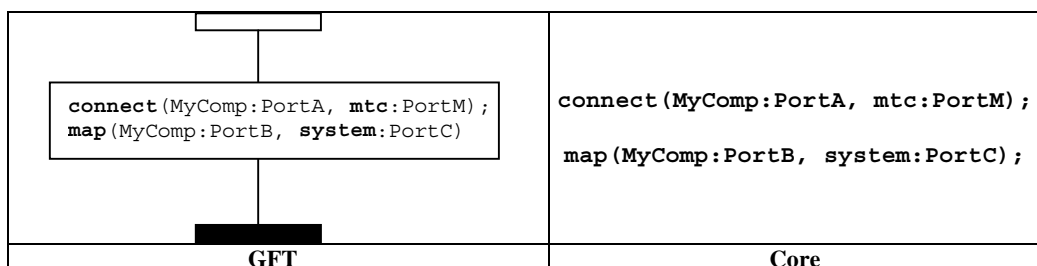 connect(MyComp:PortA, mtc:PortM);
map(MyComp:PortB, system:PortC)
connect(MyComp:PortA, mtc:PortM);
map(MyComp:PortB, system:PortC);
GFT
Core